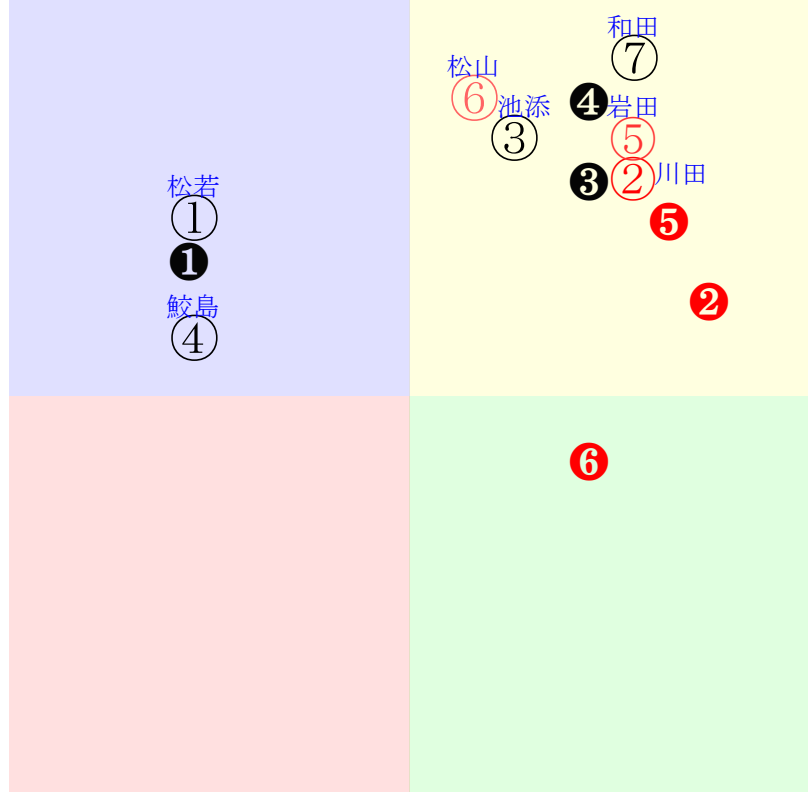 和田
⑦
松山
⑥
池添
③
❹
岩田
⑤
松若
①
❸
②
川田
❺
❶
鮫島
④
❷
❻